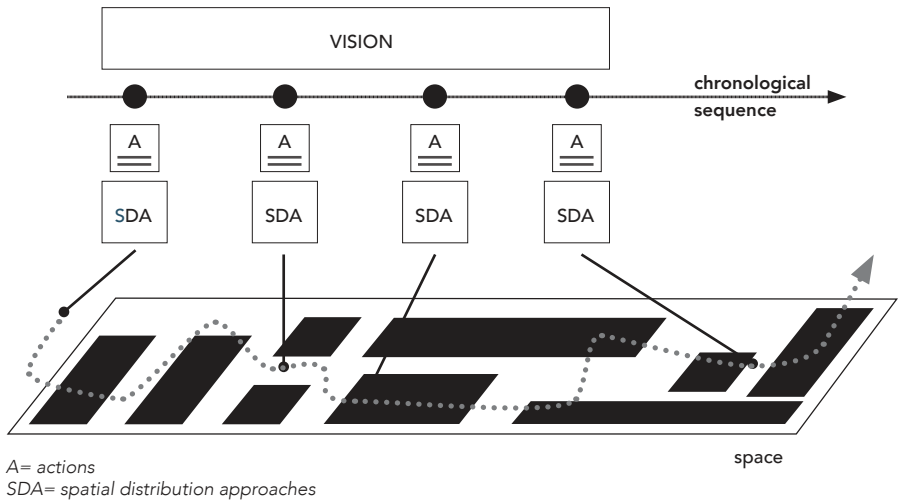 VISION
chronological
sequence
A A A A
SDA SDA SDA SDA
space
A= actions
SDA= spatial distribution approaches